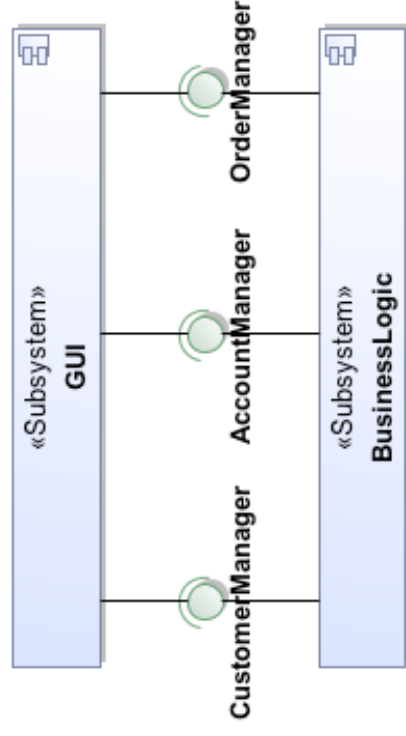 «Subsystem»
GUI
CustomerManager
AccountManager
OrderManager
«Subsystem»
BusinessLogic